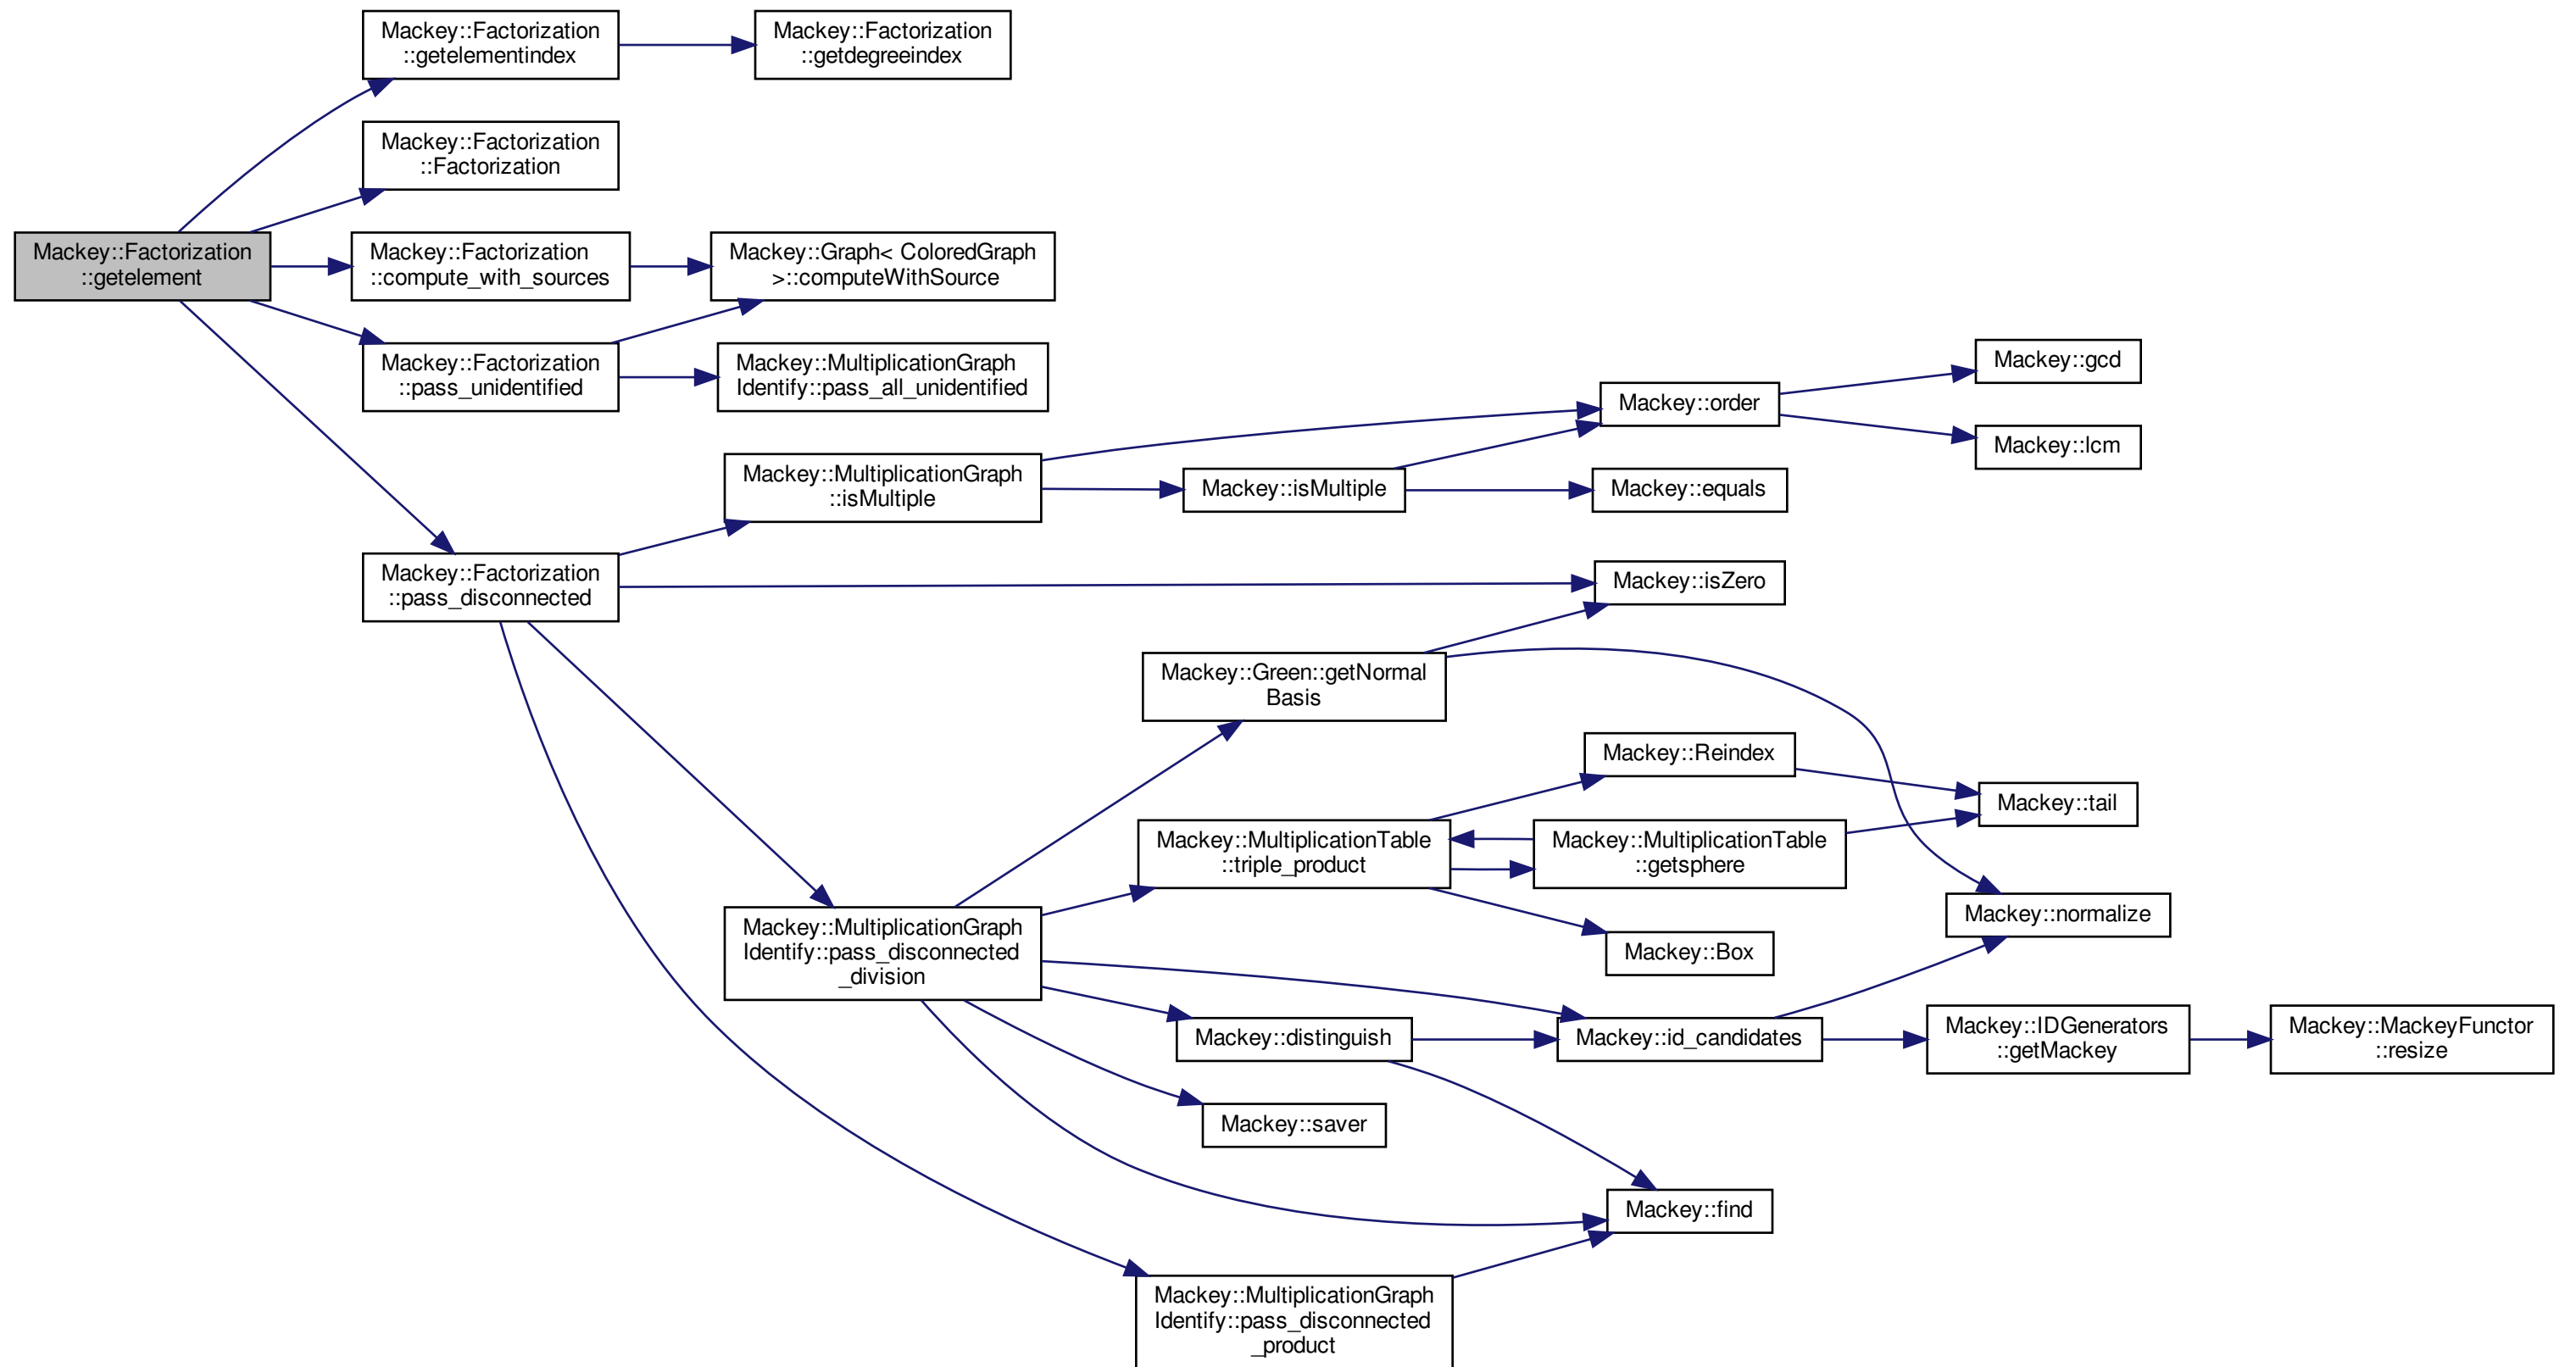 Mackey::Factorization
::getelement
Mackey::Factorization
::getelementindex
Mackey::Factorization
::getdegreeindex
Mackey::Factorization
::Factorization
Mackey::Factorization
::compute_with_sources
Mackey::Graph< ColoredGraph
>::computeWithSource
Mackey::Factorization
::pass_unidentified
Mackey::MultiplicationGraph
Identify::pass_all_unidentified
Mackey::Factorization
::pass_disconnected
Mackey::MultiplicationGraph
::isMultiple
Mackey::isMultiple
Mackey::order
Mackey::gcd
Mackey::lcm
Mackey::equals
Mackey::isZero
Mackey::Green::getNormal
Basis
Mackey::Reindex
Mackey::tail
Mackey::MultiplicationTable
::triple_product
Mackey::MultiplicationTable
::getsphere
Mackey::normalize
Mackey::Box
Mackey::MultiplicationGraph
Identify::pass_disconnected
_division
Mackey::distinguish
Mackey::id_candidates
Mackey::IDGenerators
::getMackey
Mackey::MackeyFunctor
::resize
Mackey::saver
Mackey::find
Mackey::MultiplicationGraph
Identify::pass_disconnected
_product